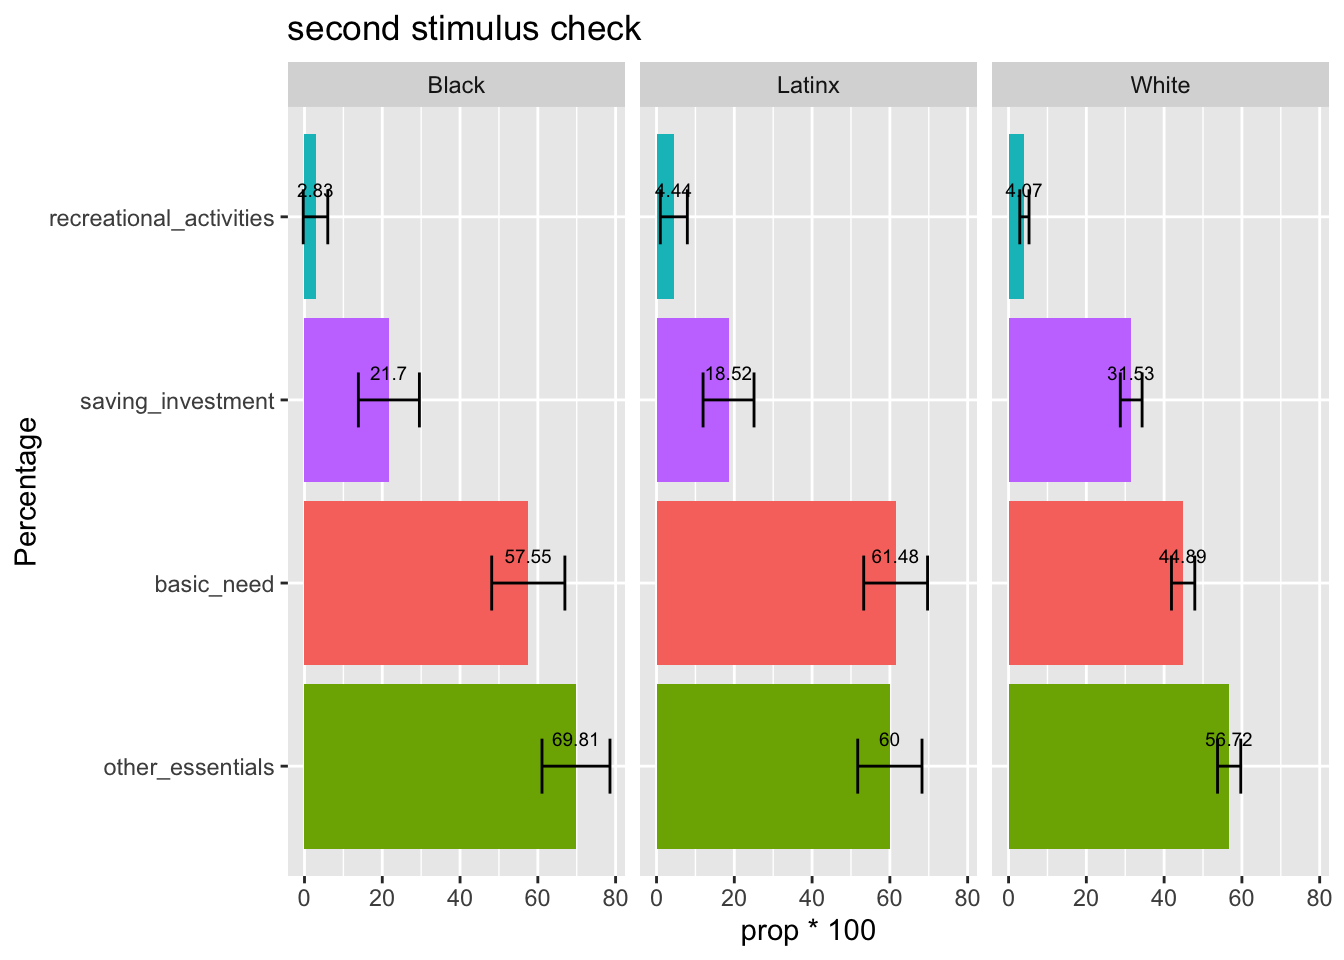 second stimulus check
Black Latinx White
recreational_activities 2.83 4.44 4.07
saving_investment 21.7 18.52 31.53
basic_need 57.55 61.48 44.89
other_essentials 69.81 60 56.72
Percentage
0 20 40 60 80 0 20 40 60 80 0 20 40 60 80
prop * 100